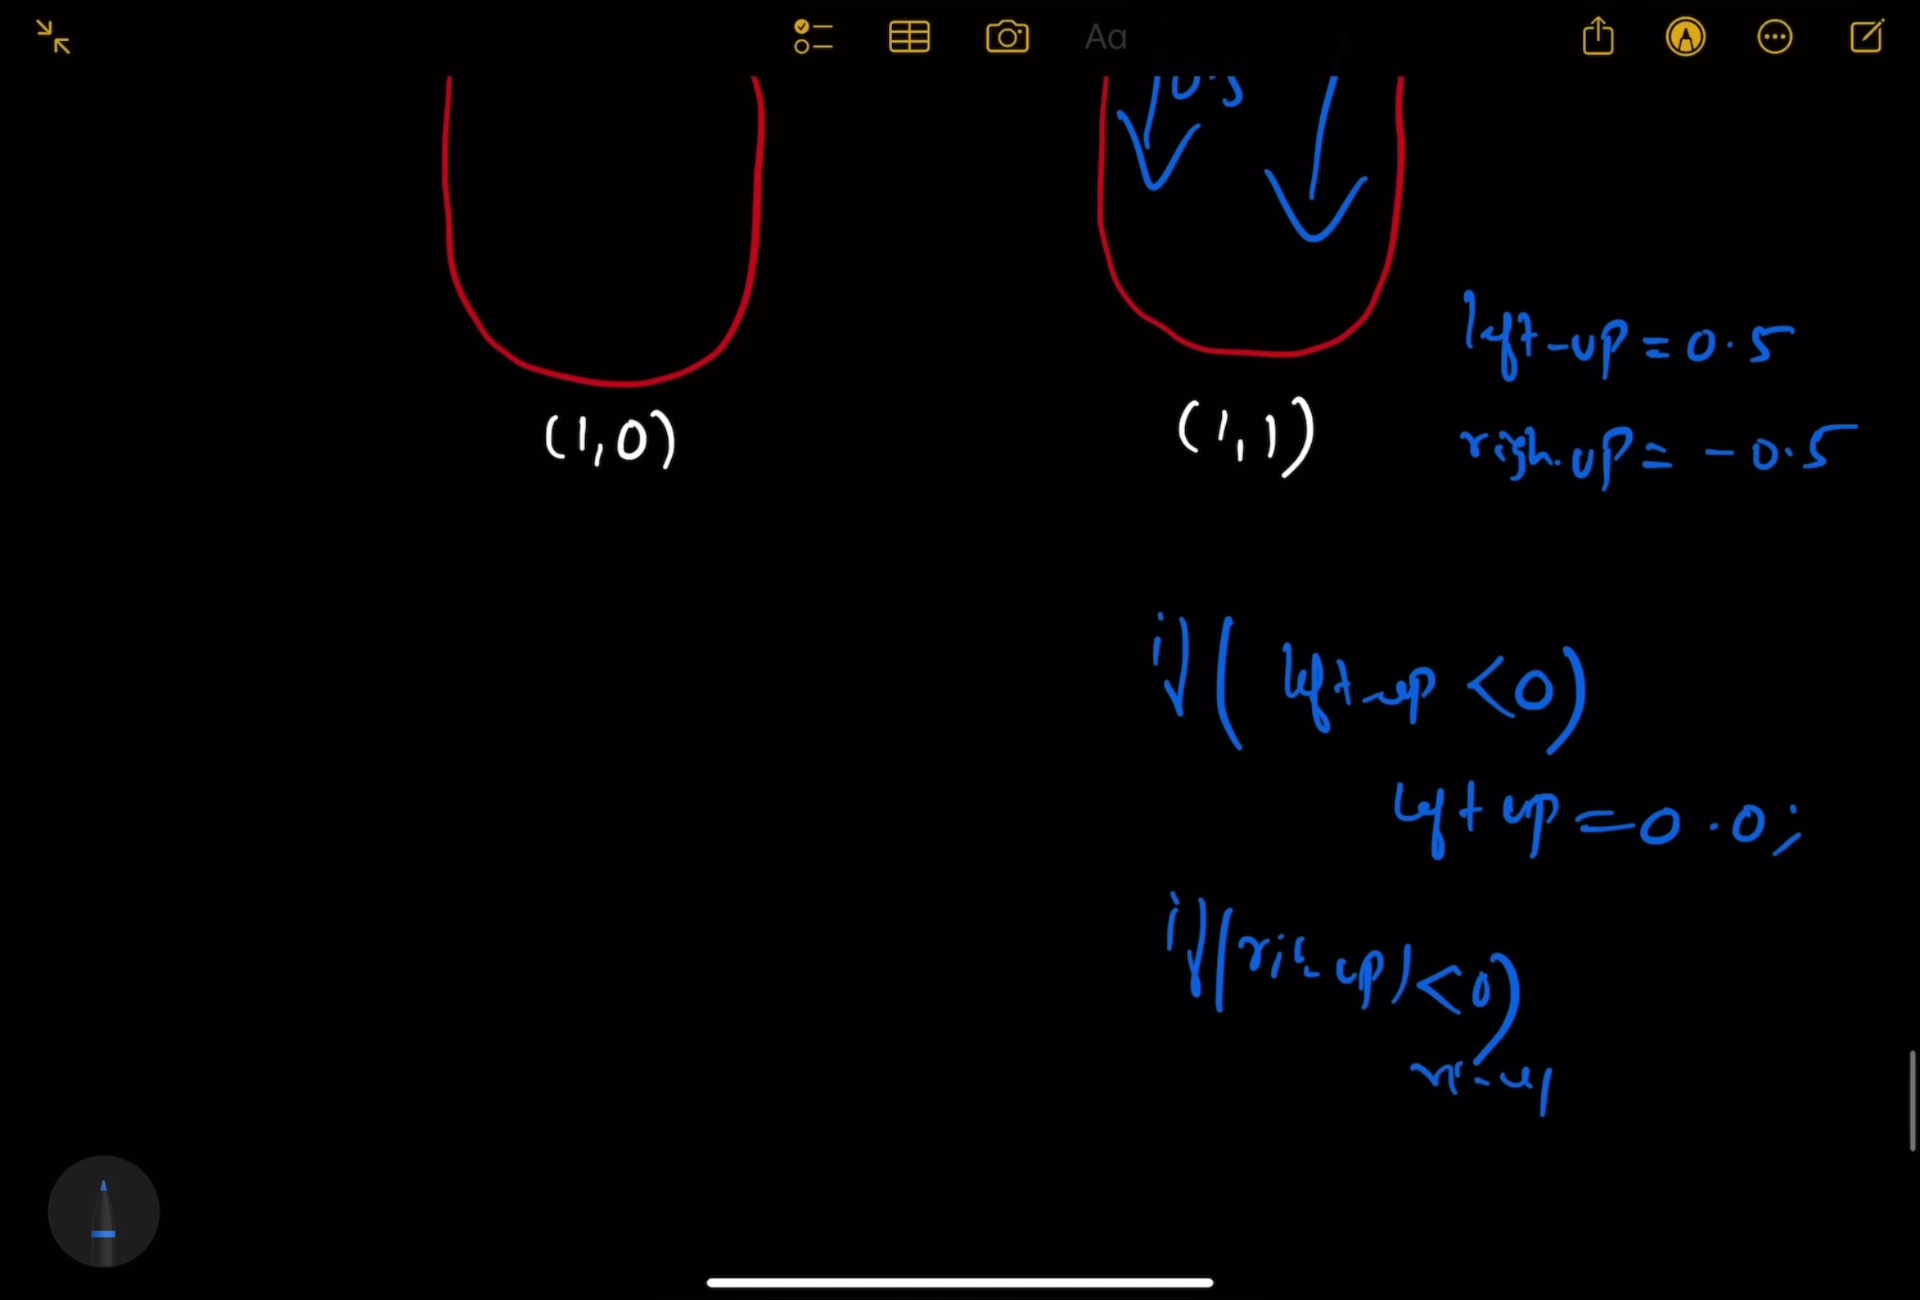 Aa
0.5
left-up = 0.5
(1,0)
(1,1)
righ.up = - 0.5
if ( left-up < 0)
left up = 0.0;
if (ri up) < 0)